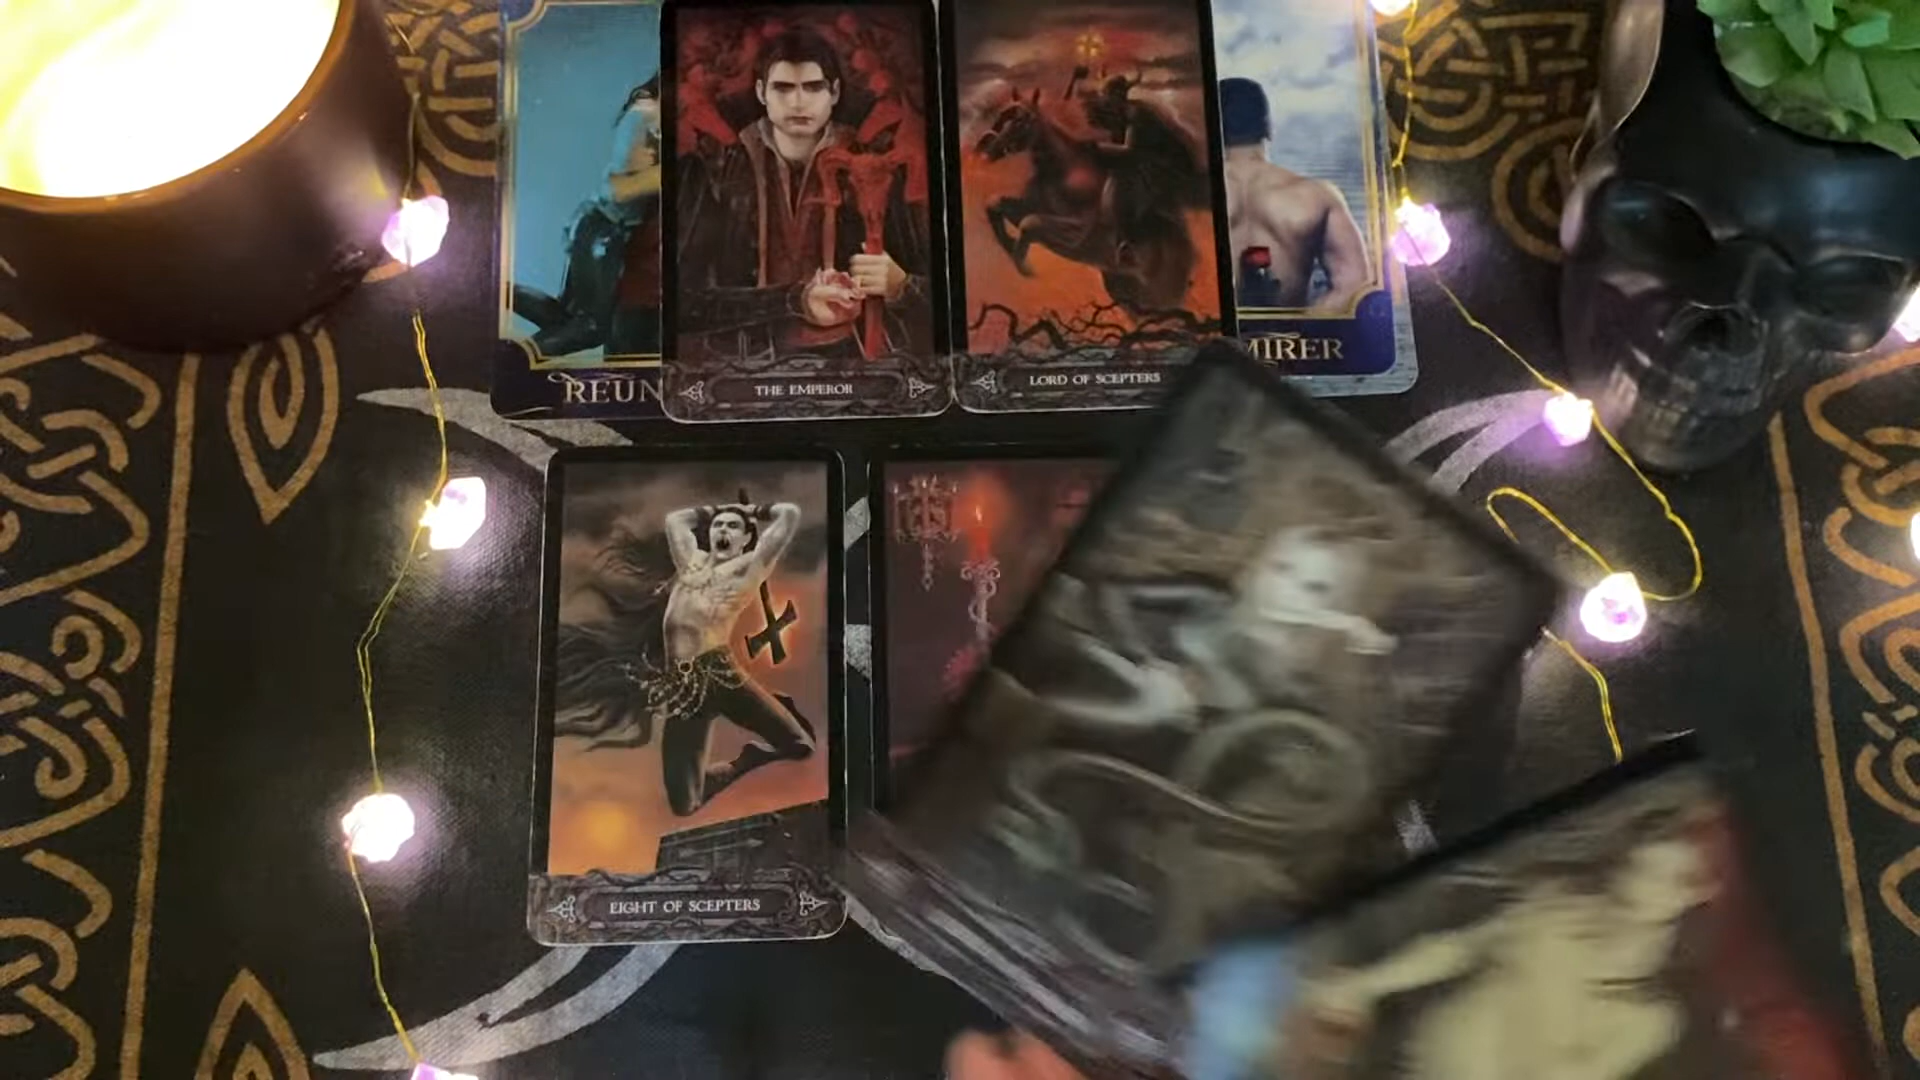 REUN
THE EMPEROR
LORD OF SCEPTERS
MIRER
EIGHT OF SCEPTERS